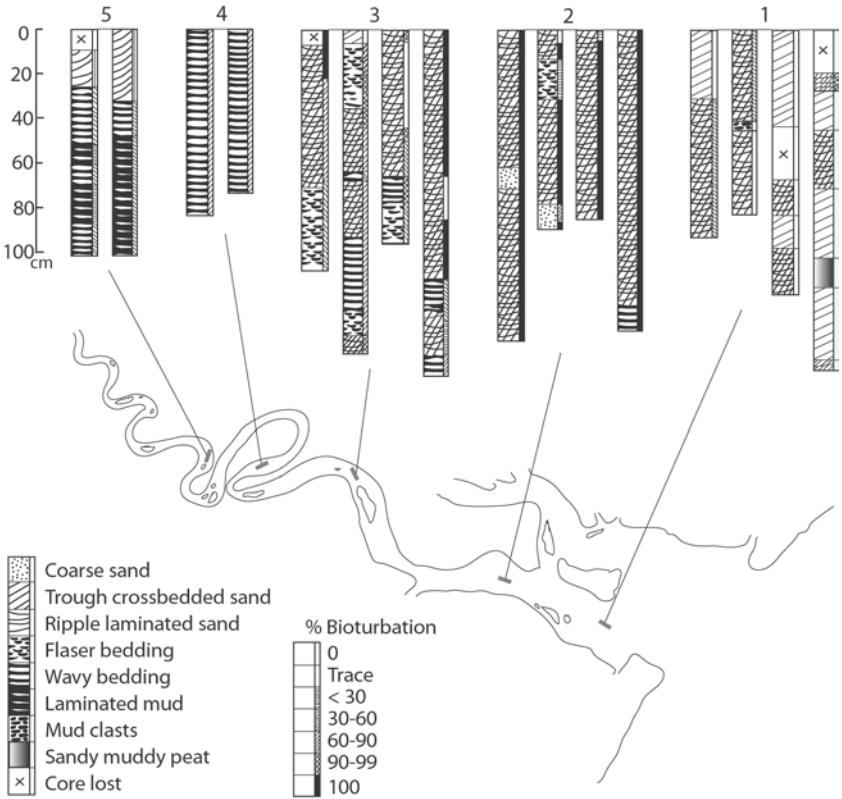 5 4 3 2 1
0
20
40
60
80
100
cm
×
×
×
×
Coarse sand
Trough crossbedded sand
Ripple laminated sand
Flaser bedding
Wavy bedding
Laminated mud
Mud clasts
Sandy muddy peat
× Core lost
% Bioturbation
0
Trace
< 30
30-60
60-90
90-99
100